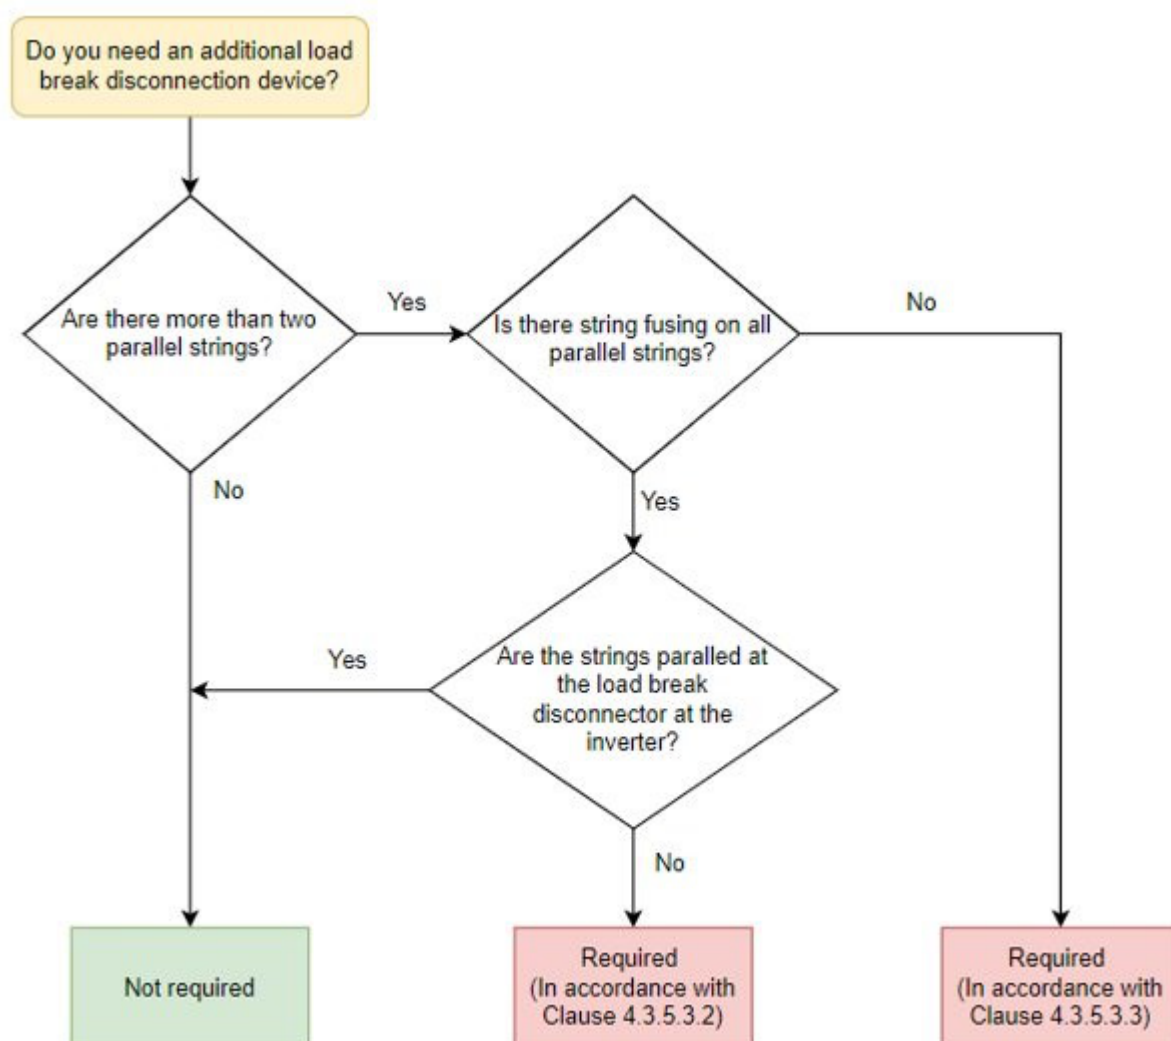 Do you need an additional load
break disconnection device?
Are there more than two
parallel strings?
Yes
Is there string fusing on all
parallel strings?
No
No
Yes
Yes
Are the strings paralled at
the load break
disconnector at the
inverter?
No
Not required
Required
(In accordance with
Clause 4.3.5.3.2)
Required
(In accordance with
Clause 4.3.5.3.3)